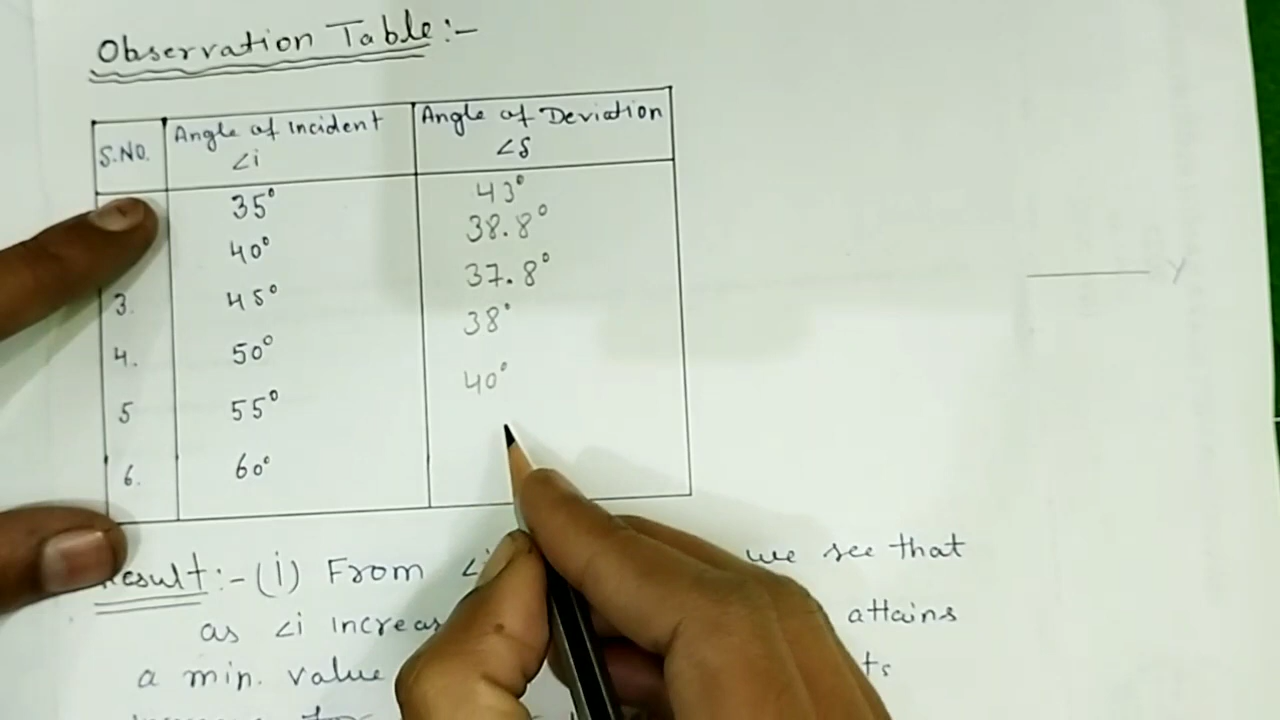 Observation Table:-
S.No. Angle of Incident ∠i Angle of Deviation ∠δ
35° 43°
40° 38.8°
3. 45° 37.8°
4. 50° 38°
5 55° 40°
6. 60°
Result:- (i) From we see that
as ∠i attains
a min. value
Y